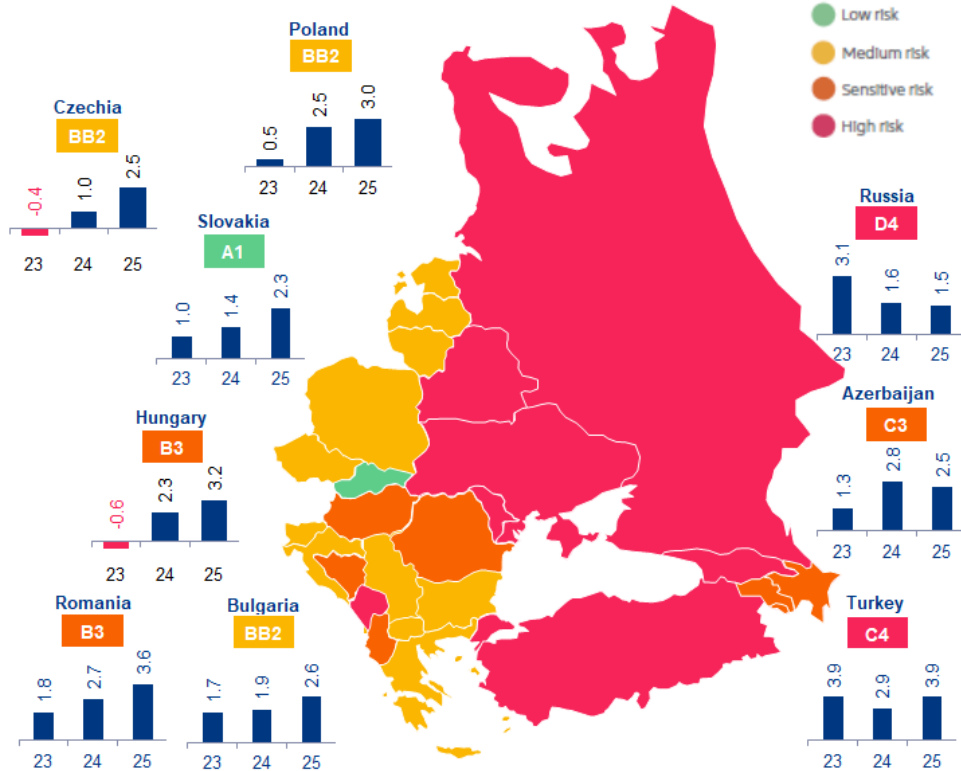 Low risk
Medium risk
Sensitive risk
High risk
Poland
BB2
0.5 2.5 3.0
23 24 25
Czechia
BB2
-0.4 1.0 2.5
23 24 25
Slovakia
A1
1.0 1.4 2.3
23 24 25
Russia
D4
3.1 1.6 1.5
23 24 25
Hungary
B3
-0.6 2.3 3.2
23 24 25
Azerbaijan
C3
1.3 2.8 2.5
23 24 25
Romania
B3
1.8 2.7 3.6
23 24 25
Bulgaria
BB2
1.7 1.9 2.6
23 24 25
Turkey
C4
3.9 2.9 3.9
23 24 25